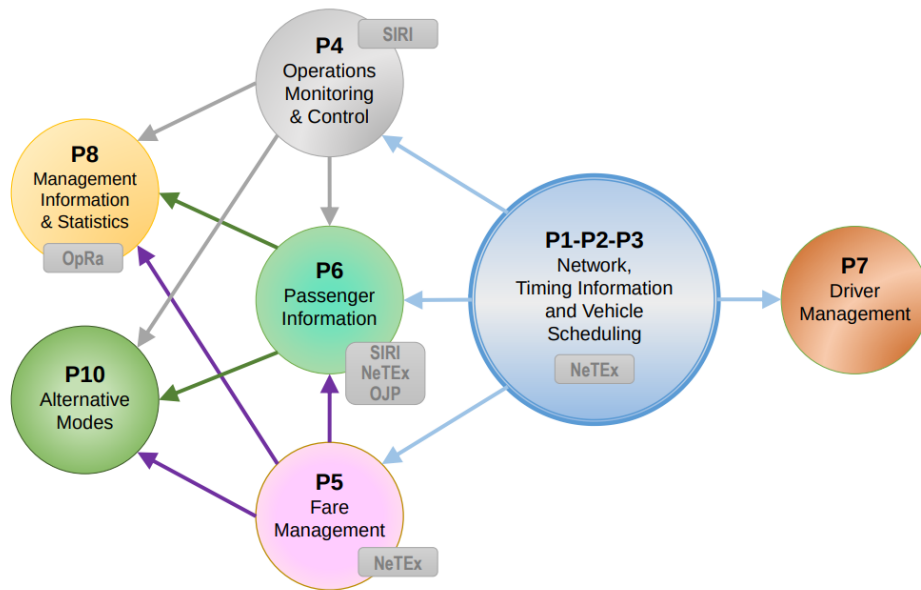 SIRI
P4
Operations
Monitoring
& Control
P8
Management
Information
& Statistics
OpRa
P6
Passenger
Information
SIRI
NeTEx
OJP
P1-P2-P3
Network,
Timing Information
and Vehicle
Scheduling
NeTEx
P7
Driver
Management
P10
Alternative
Modes
P5
Fare
Management
NeTEx